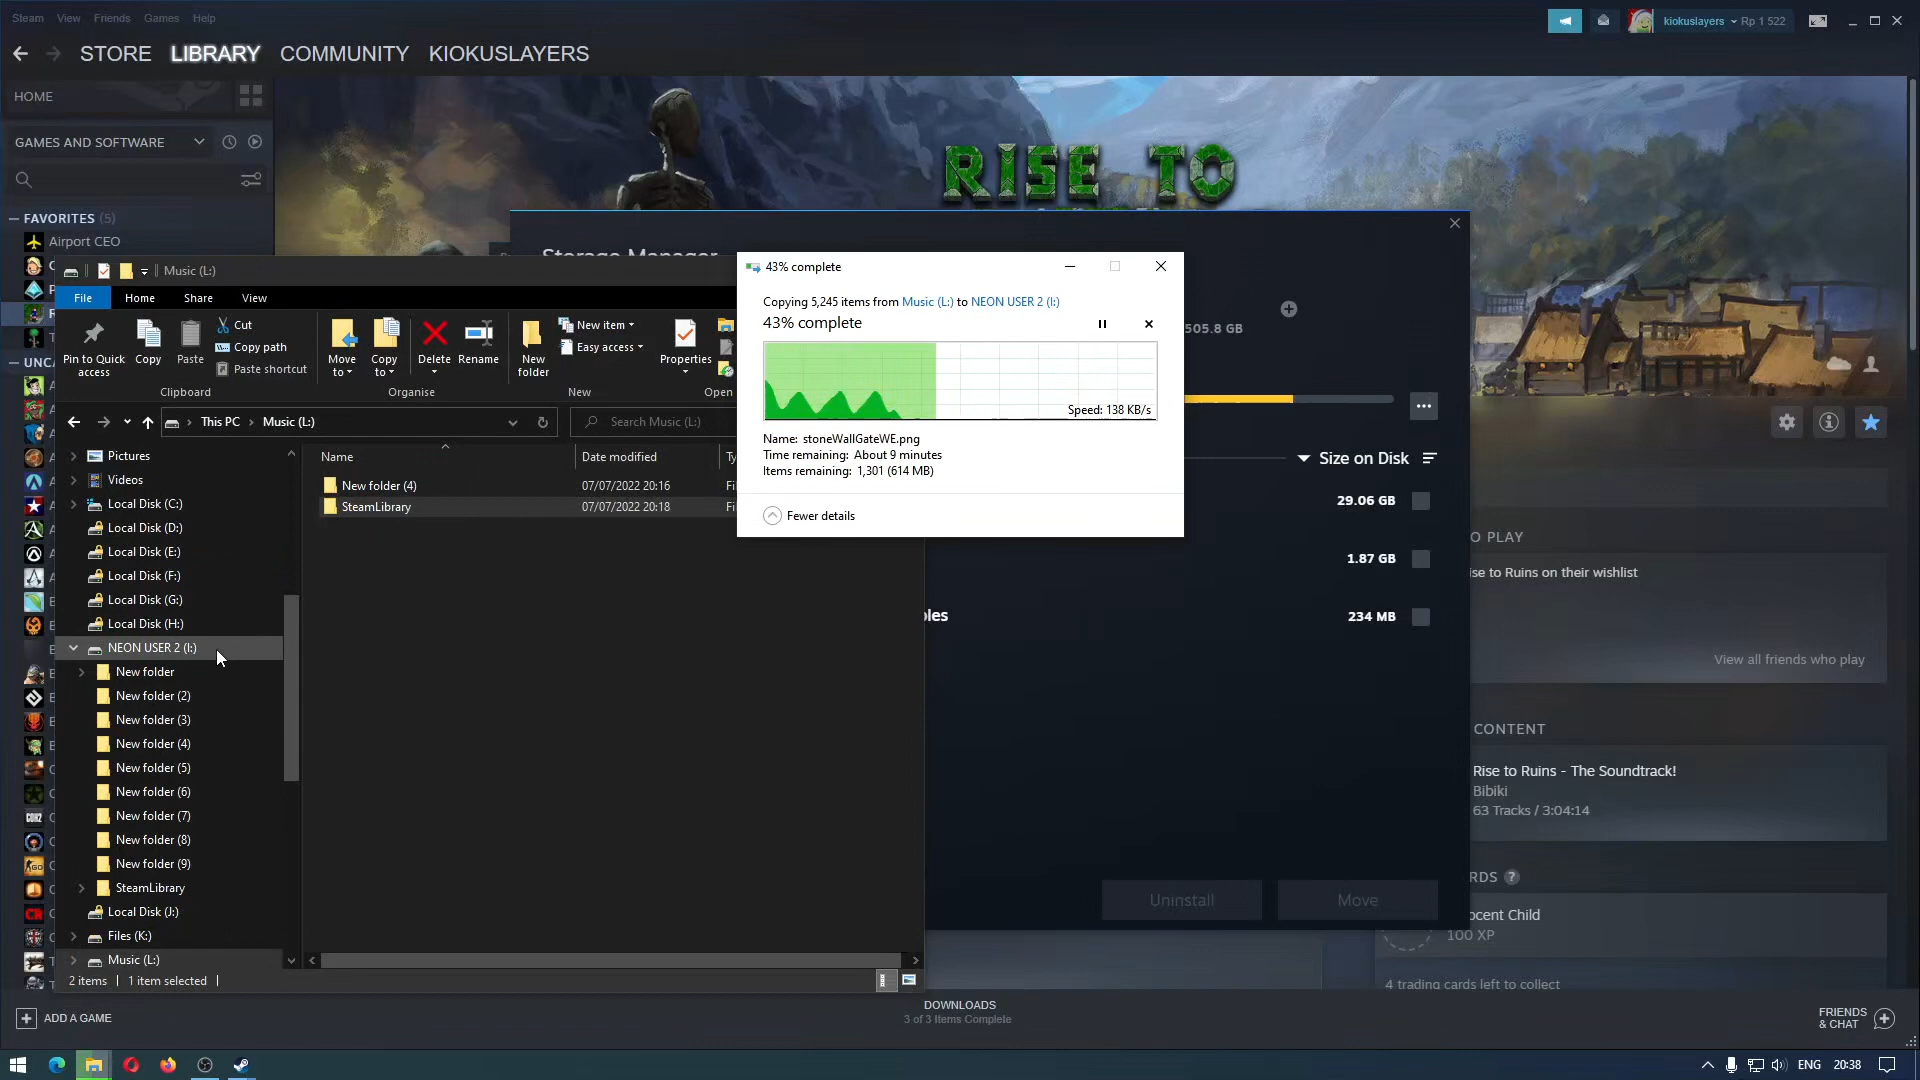 Steam View Friends Games Help
kiokuslayers Rp 1 522
STORE LIBRARY COMMUNITY KIOKUSLAYERS
HOME
GAMES AND SOFTWARE
FAVORITES (5)
Airport CEO
RISE TO
Storage Manager
Music (L:)
File Home Share View
Pin to Quick access
Copy
Paste
Cut
Copy path
Paste shortcut
Clipboard
Move to
Copy to
Delete
Rename
Organise
New folder
New item
Easy access
New
Properties
Open
This PC > Music (L:)
Search Music (L:)
Pictures
Videos
Local Disk (C:)
Local Disk (D:)
Local Disk (E:)
Local Disk (F:)
Local Disk (G:)
Local Disk (H:)
NEON USER 2 (I:)
New folder
New folder (2)
New folder (3)
New folder (4)
New folder (5)
New folder (6)
New folder (7)
New folder (8)
New folder (9)
SteamLibrary
Local Disk (J:)
Files (K:)
Music (L:)
Name Date modified
New folder (4) 07/07/2022 20:16
SteamLibrary 07/07/2022 20:18
2 items 1 item selected
43% complete
Copying 5,245 items from Music (L:) to NEON USER 2 (I:)
43% complete
Speed: 138 KB/s
Name: stoneWallGateWE.png
Time remaining: About 9 minutes
Items remaining: 1,301 (614 MB)
Fewer details
505.8 GB
Size on Disk
29.06 GB
1.87 GB
234 MB
Uninstall
Move
O PLAY
ise to Ruins on their wishlist
View all friends who play
CONTENT
Rise to Ruins - The Soundtrack!
Bibiki
63 Tracks / 3:04:14
RDS ?
ocent Child
100 XP
4 trading cards left to collect
ADD A GAME
DOWNLOADS
3 of 3 Items Complete
FRIENDS & CHAT
ENG 20:38